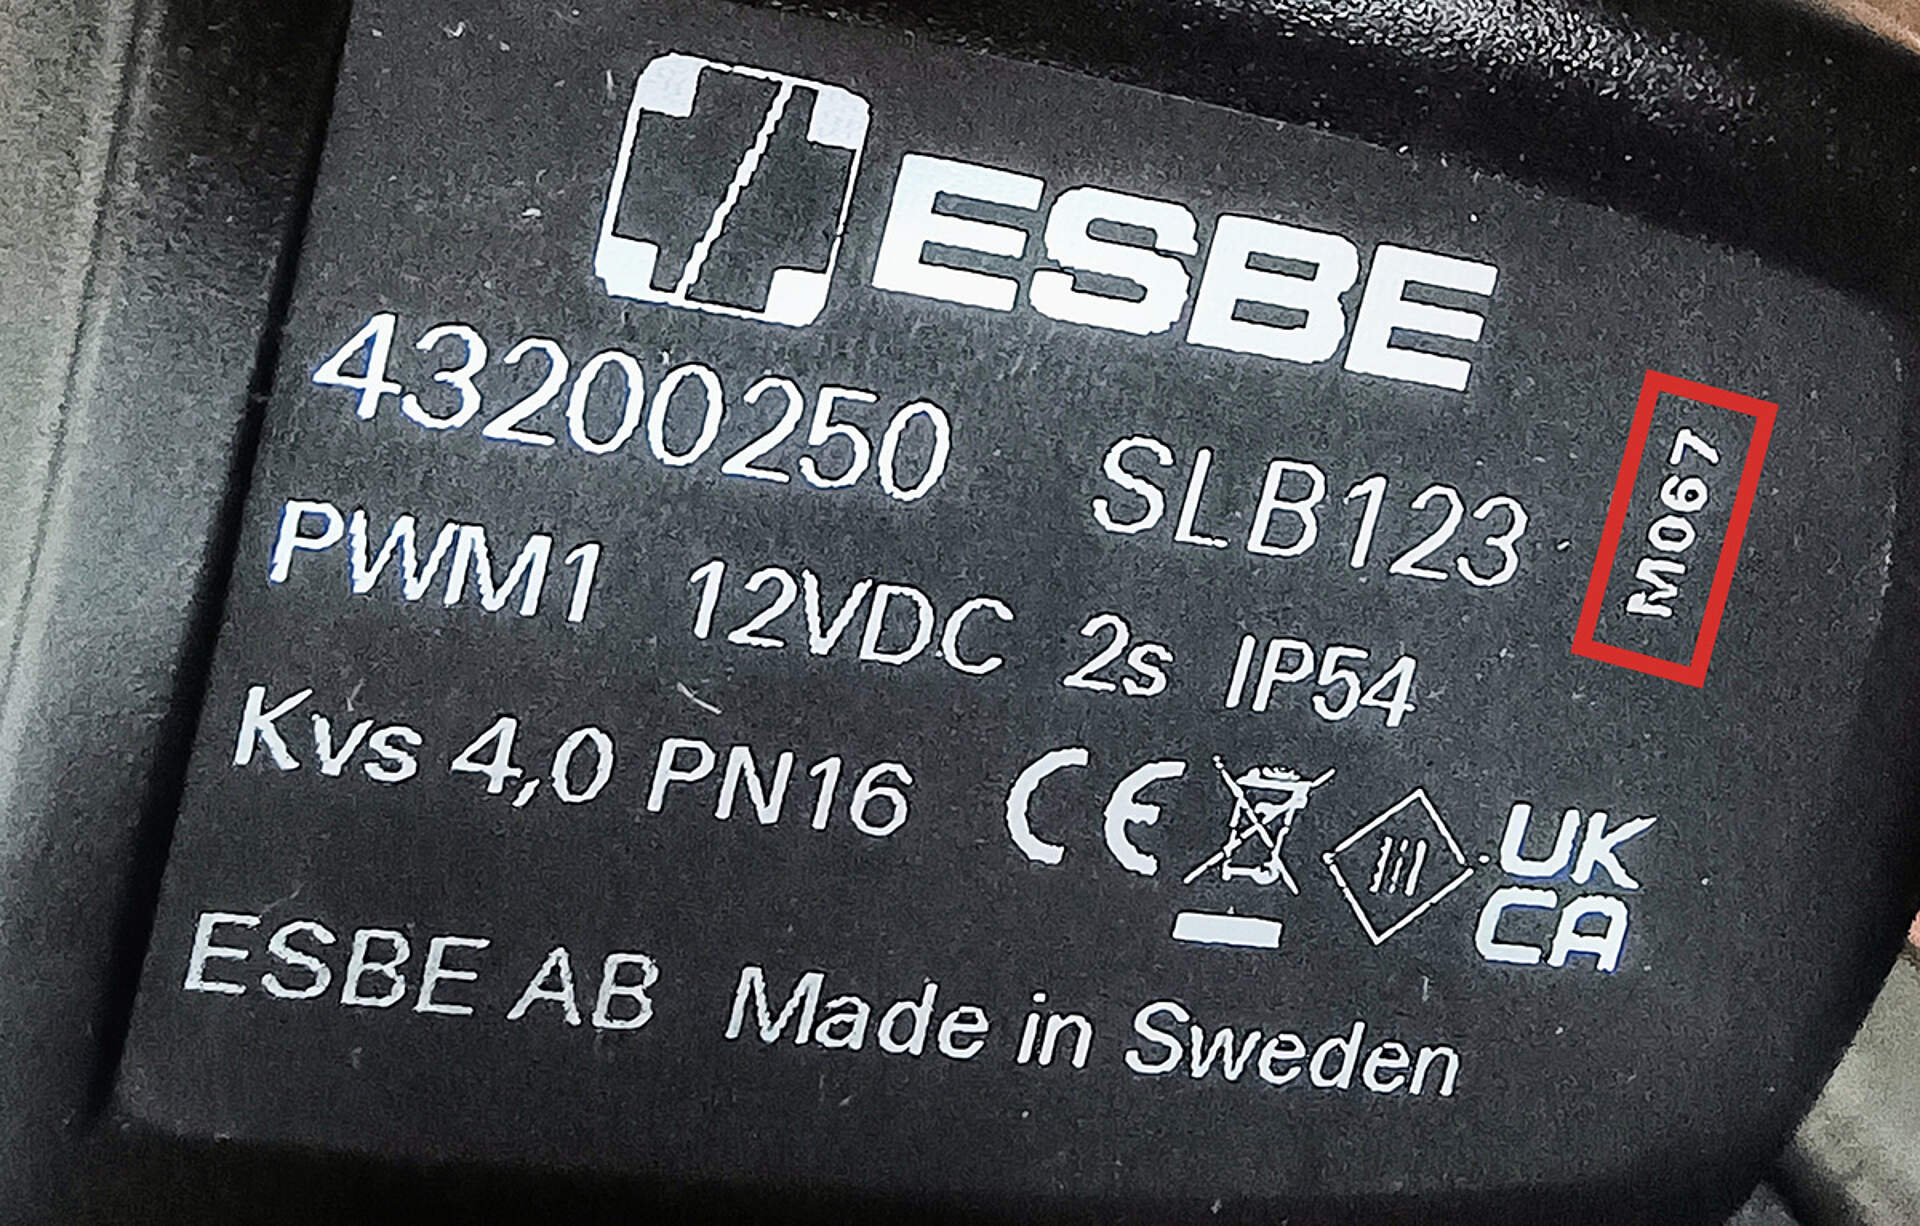 ESBE
43200250 SLB123
M067
PWM1 12VDC 2s IP54
Kvs 4,0 PN16 CE UK
CA
ESBE AB Made in Sweden